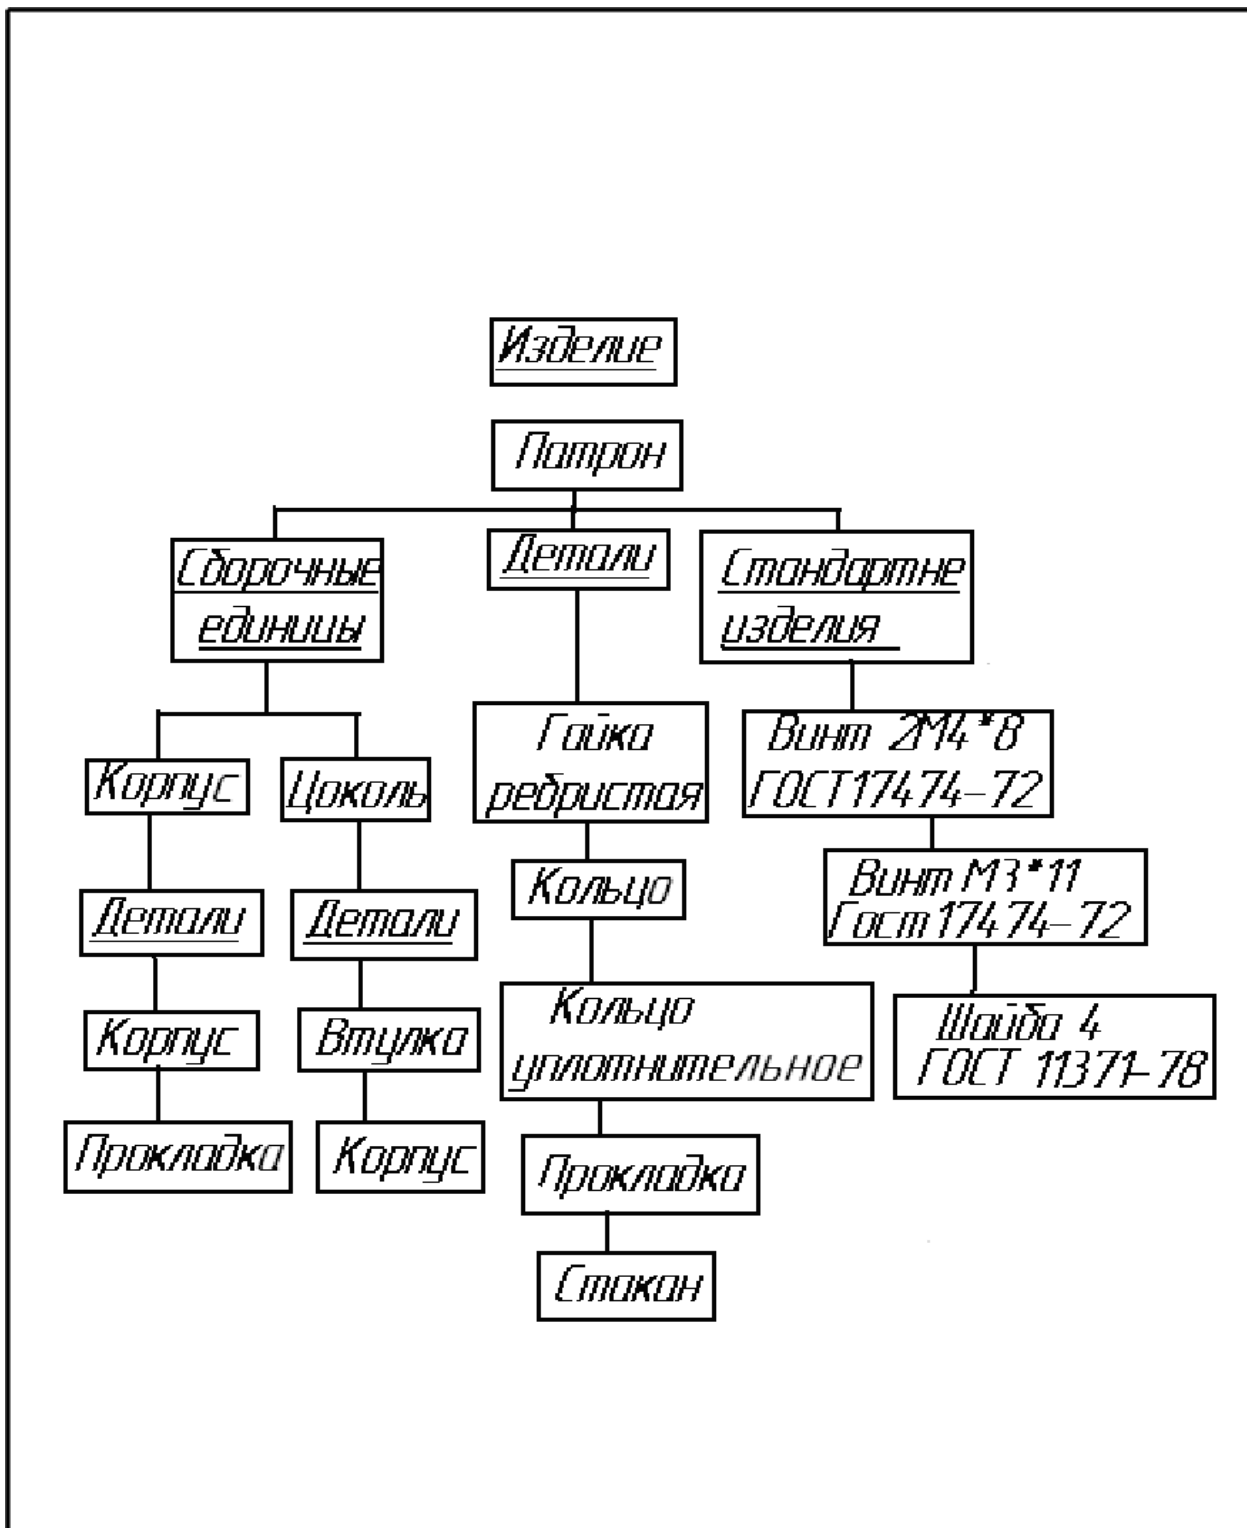 Изделие
Патрон
Сборочные
единицы
Детали
Стандартне
изделия
Корпус
Цоколь
Гайка
ребристая
Винт 2М4*8
ГОСТ17474-72
Детали
Детали
Кольцо
Винт М3*11
Гост 17474-72
Корпус
Втулка
Кольцо
уплотнительное
Шайба 4
ГОСТ 11371-78
Прокладка
Корпус
Прокладка
Стакан